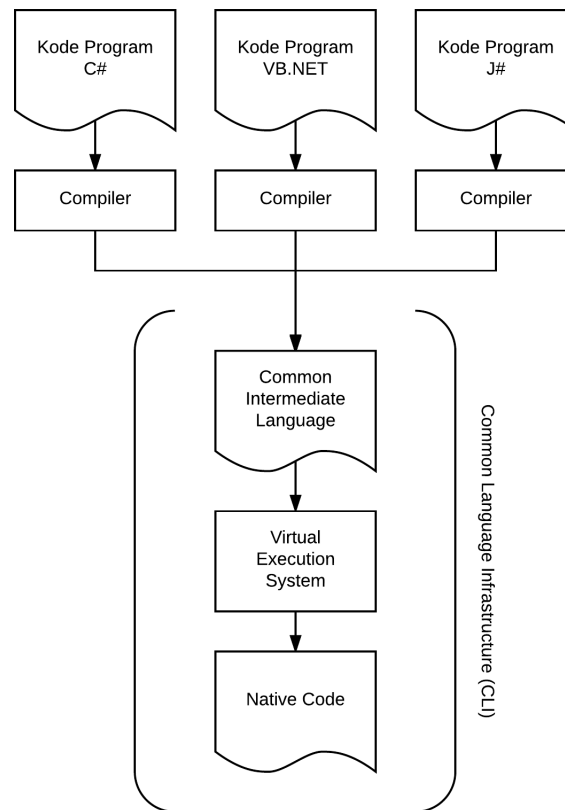 Kode Program
C#
Kode Program
VB.NET
Kode Program
J#
Compiler
Compiler
Compiler
Common
Intermediate
Language
Virtual
Execution
System
Native Code
Common Language Infrastructure (CLI)